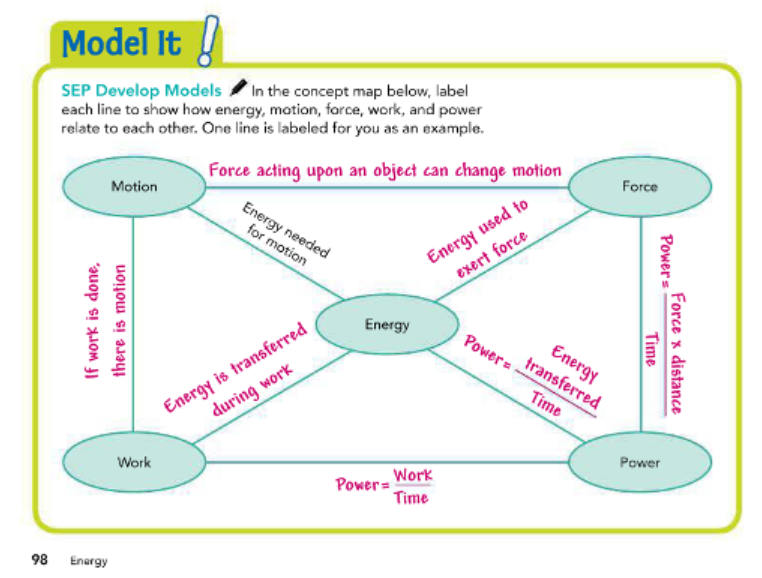 Model It !
SEP Develop Models In the concept map below, label
each line to show how energy, motion, force, work, and power
relate to each other. One line is labeled for you as an example.
Force acting upon an object can change motion
Motion
Force
Energy needed
for motion
Energy used to
exert force
If work is done,
there is motion
Power= Force x distance
Time
Energy
Energy is transferred
during work
Power= Energy
transferred
Time
Work
Power
Power= Work
Time
98 Energy